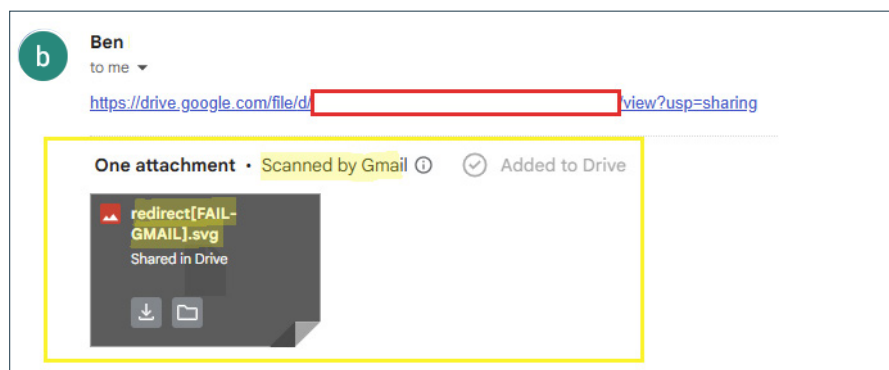 b
Ben
to me
https://drive.google.com/file/d/ /view?usp=sharing
One attachment • Scanned by Gmail Added to Drive
redirect[FAIL-
GMAIL].svg
Shared in Drive